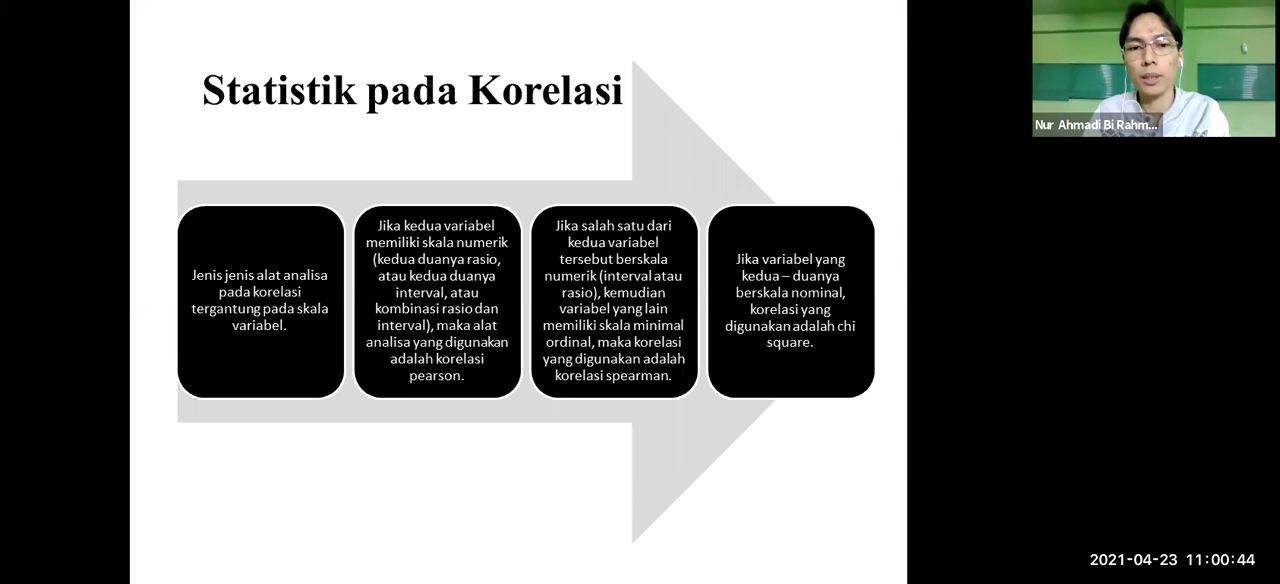 Statistik pada Korelasi
Jenis jenis alat analisa
pada korelasi
tergantung pada skala
variabel.
Jika kedua variabel
memiliki skala numerik
(kedua duanya rasio,
atau kedua duanya
interval, atau
kombinasi rasio dan
interval), maka alat
analisa yang digunakan
adalah korelasi
pearson.
Jika salah satu dari
kedua variabel
tersebut berskala
numerik (interval atau
rasio), kemudian
variabel yang lain
memiliki skala minimal
ordinal, maka korelasi
yang digunakan adalah
korelasi spearman.
Jika variabel yang
kedua – duanya
berskala nominal,
korelasi yang
digunakan adalah chi
square.
Nur Ahmadi Bi Rahm...
2021-04-23 11:00:44